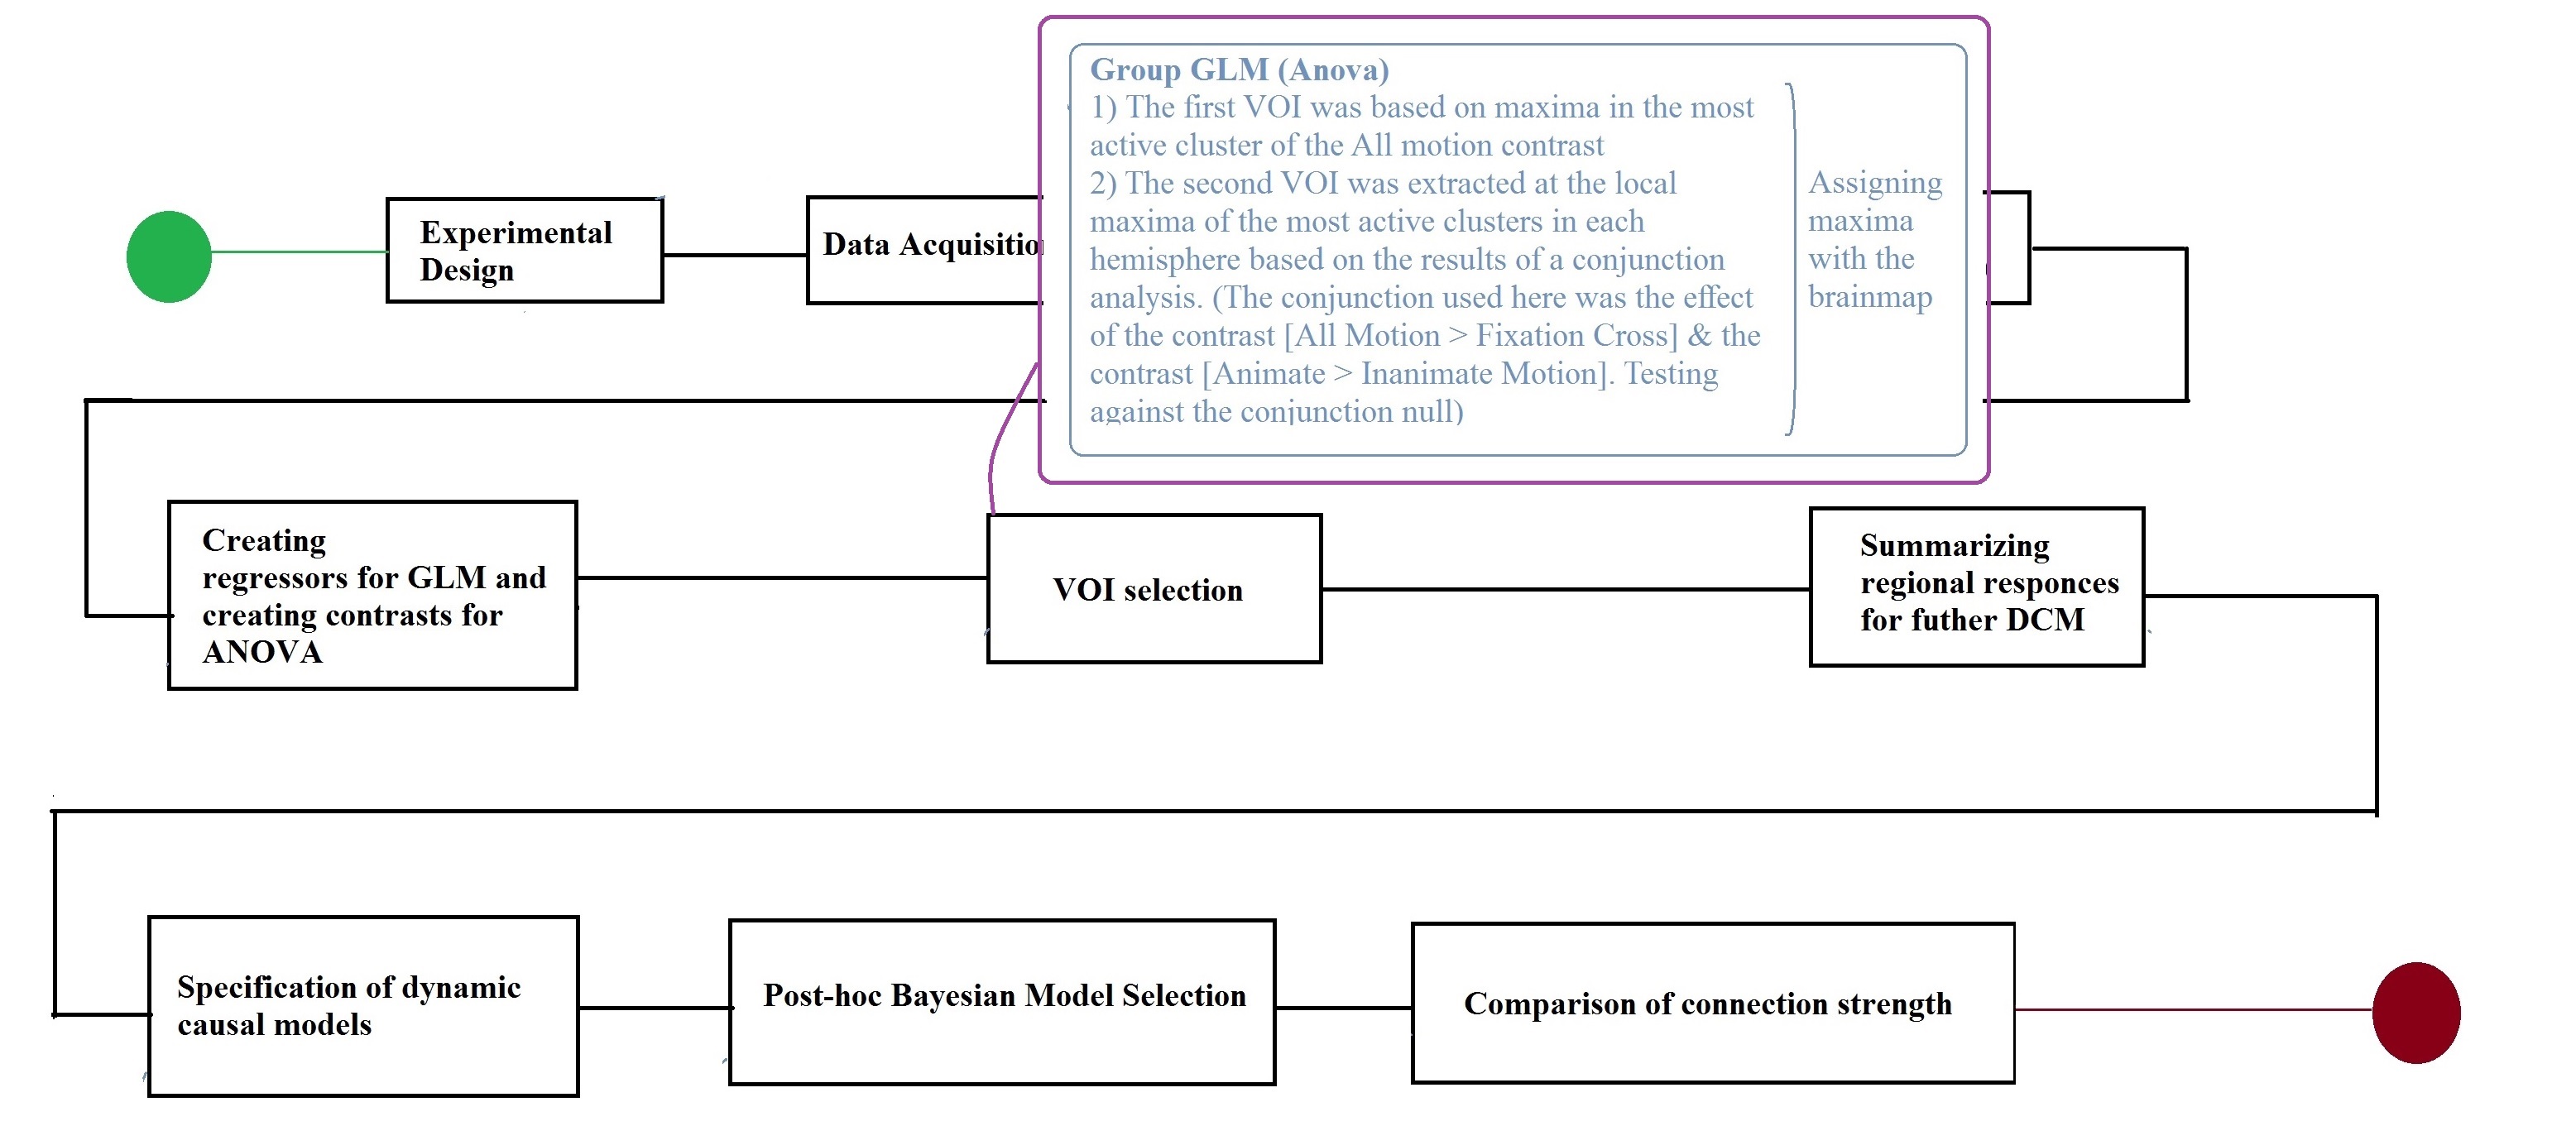 Group GLM (Anova)
1) The first VOI was based on maxima in the most
active cluster of the All motion contrast
2) The second VOI was extracted at the local
maxima of the most active clusters in each
hemisphere based on the results of a conjunction
analysis. (The conjunction used here was the effect
of the contrast [All Motion > Fixation Cross] & the
contrast [Animate > Inanimate Motion]. Testing
against the conjunction null)
Assigning
maxima
with the
brainmap
Experimental
Design
Data Acquisition
Creating
regressors for GLM and
creating contrasts for
ANOVA
VOI selection
Summarizing
regional responces
for futher DCM
Specification of dynamic
causal models
Post-hoc Bayesian Model Selection
Comparison of connection strength